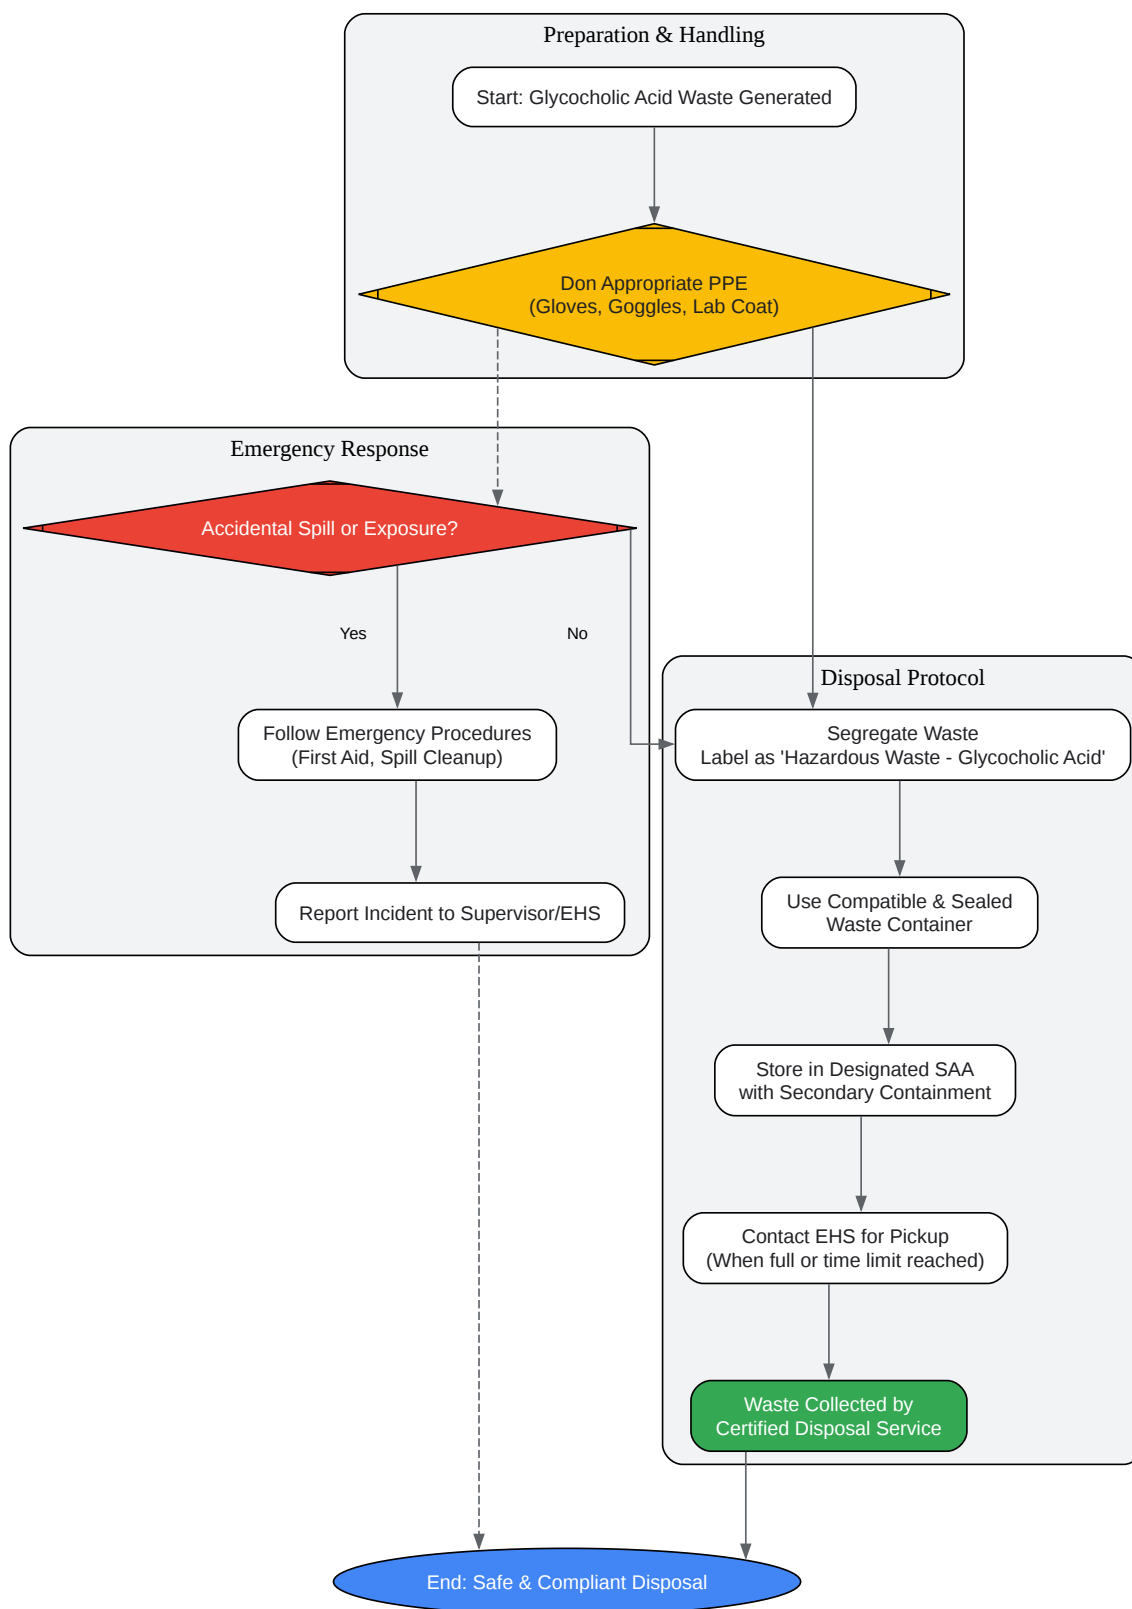 Preparation & Handling
Start: Glycocholic Acid Waste Generated
Don Appropriate PPE
(Gloves, Goggles, Lab Coat)
Emergency Response
Accidental Spill or Exposure?
Yes
No
Follow Emergency Procedures
(First Aid, Spill Cleanup)
Report Incident to Supervisor/EHS
Disposal Protocol
Segregate Waste
Label as 'Hazardous Waste - Glycocholic Acid'
Use Compatible & Sealed
Waste Container
Store in Designated SAA
with Secondary Containment
Contact EHS for Pickup
(When full or time limit reached)
Waste Collected by
Certified Disposal Service
End: Safe & Compliant Disposal